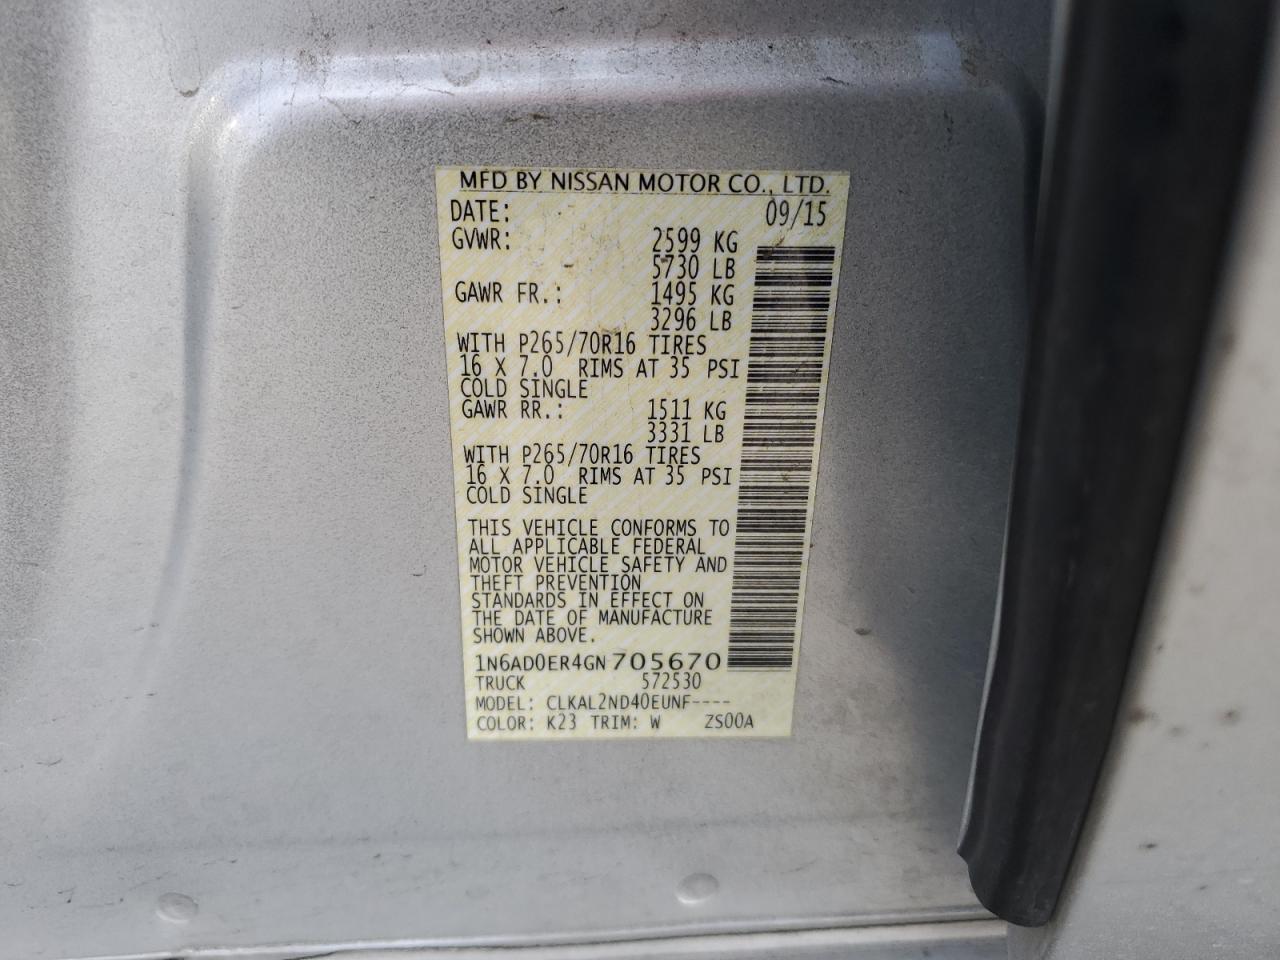 MFD BY NISSAN MOTOR CO., LTD.
DATE: 09/15
GVWR: 2599 KG
5730 LB
GAWR FR.: 1495 KG
3296 LB
WITH P265/70R16 TIRES
16 X 7.0 RIMS AT 35 PSI
COLD SINGLE
GAWR RR.: 1511 KG
3331 LB
WITH P265/70R16 TIRES
16 X 7.0 RIMS AT 35 PSI
COLD SINGLE
THIS VEHICLE CONFORMS TO
ALL APPLICABLE FEDERAL
MOTOR VEHICLE SAFETY AND
THEFT PREVENTION
STANDARDS IN EFFECT ON
THE DATE OF MANUFACTURE
SHOWN ABOVE.
1N6AD0ER4GN705670
TRUCK 572530
MODEL: CLKAL2ND40EUNF----
COLOR: K23 TRIM: W ZS00A